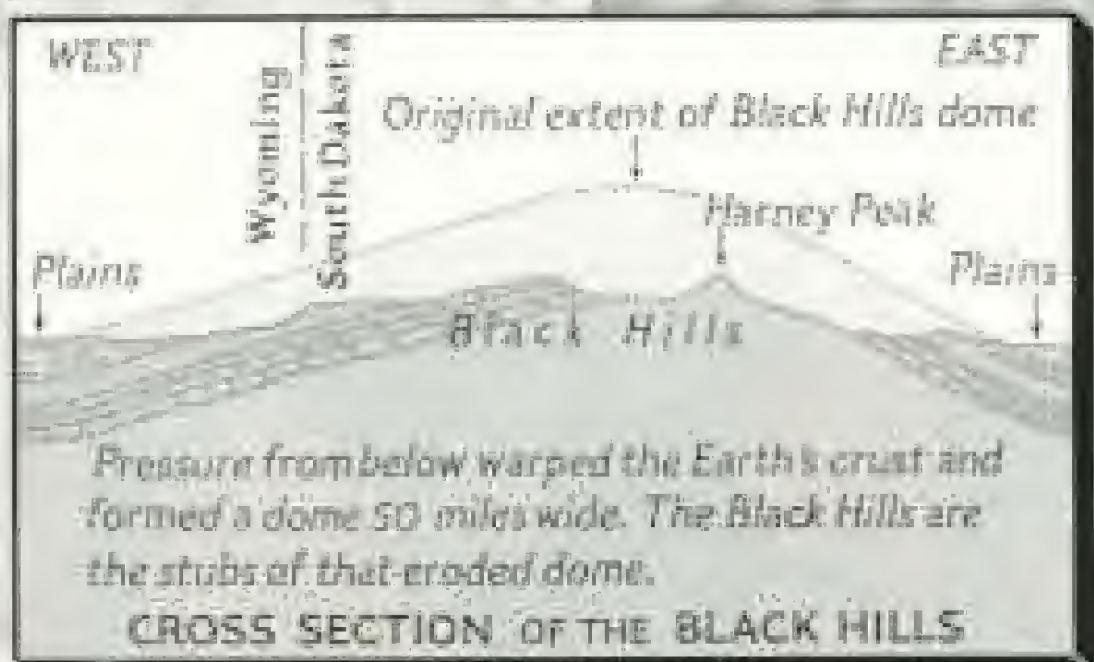 WEST
EAST
Wyoming
South Dakota
Original extent of Black Hills dome
Harney Peak
Plains
Plains
Black Hills
Pressure from below warped the Earth's crust and
formed a dome 50 miles wide. The Black Hills are
the stubs of that eroded dome.
CROSS SECTION OF THE BLACK HILLS